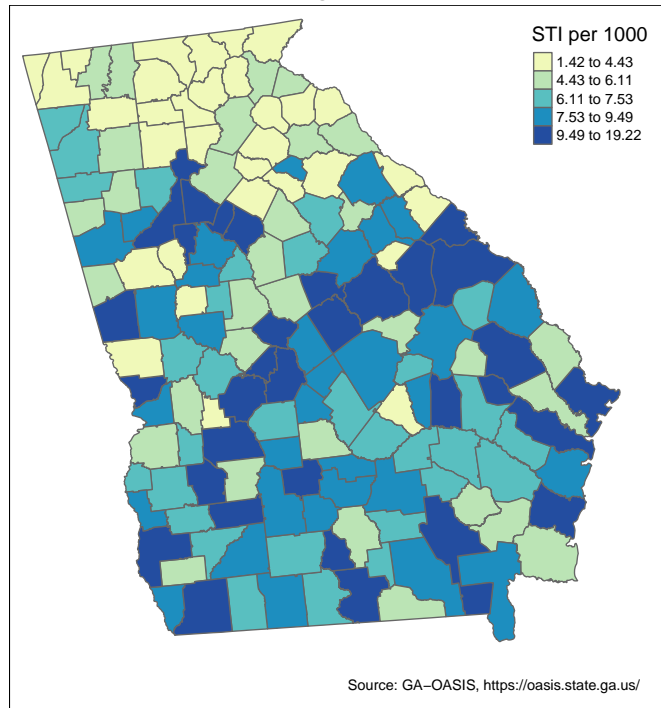 STI per 1000
1.42 to 4.43
4.43 to 6.11
6.11 to 7.53
7.53 to 9.49
9.49 to 19.22
Source: GA−OASIS, https://oasis.state.ga.us/